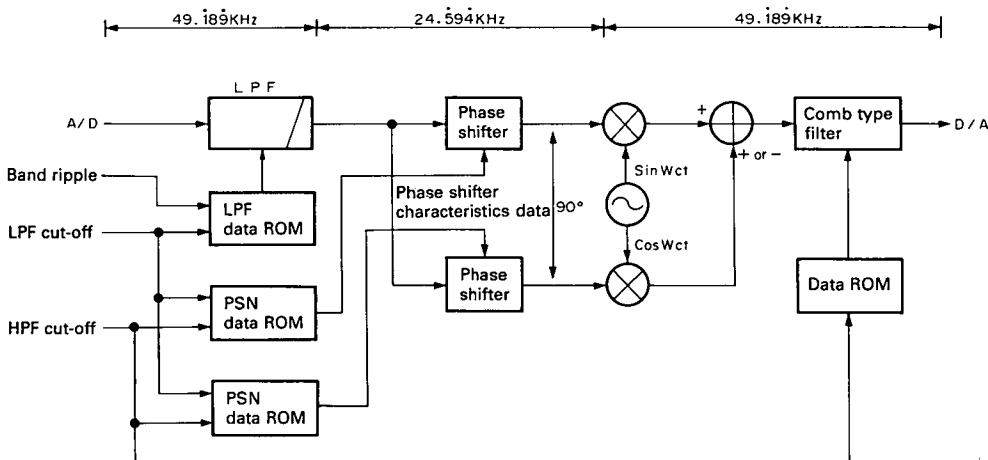 49.189KHz 24.594KHz 49.189KHz
LPF
A/D
Phase
shifter
Comb type
filter
D/A
+
+ or -
Band ripple
LPF
data ROM
Phase shifter
characteristics data
90°
SinWct
LPF cut-off
CosWct
Phase
shifter
Data ROM
PSN
data ROM
HPF cut-off
PSN
data ROM